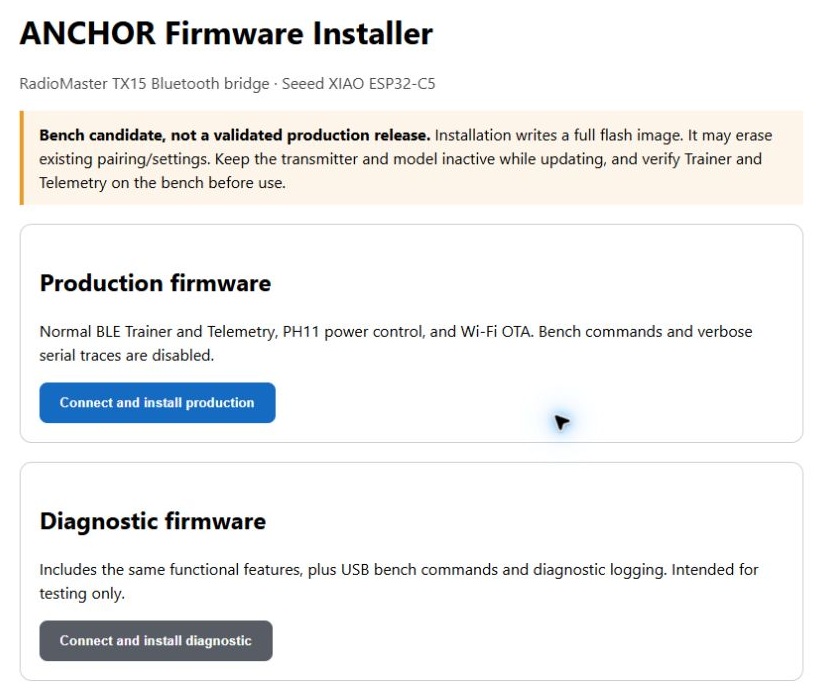 ANCHOR Firmware Installer
RadioMaster TX15 Bluetooth bridge · Seeed XIAO ESP32-C5
Bench candidate, not a validated production release. Installation writes a full flash image. It may erase
existing pairing/settings. Keep the transmitter and model inactive while updating, and verify Trainer and
Telemetry on the bench before use.
Production firmware
Normal BLE Trainer and Telemetry, PH11 power control, and Wi-Fi OTA. Bench commands and verbose
serial traces are disabled.
Connect and install production
Diagnostic firmware
Includes the same functional features, plus USB bench commands and diagnostic logging. Intended for
testing only.
Connect and install diagnostic